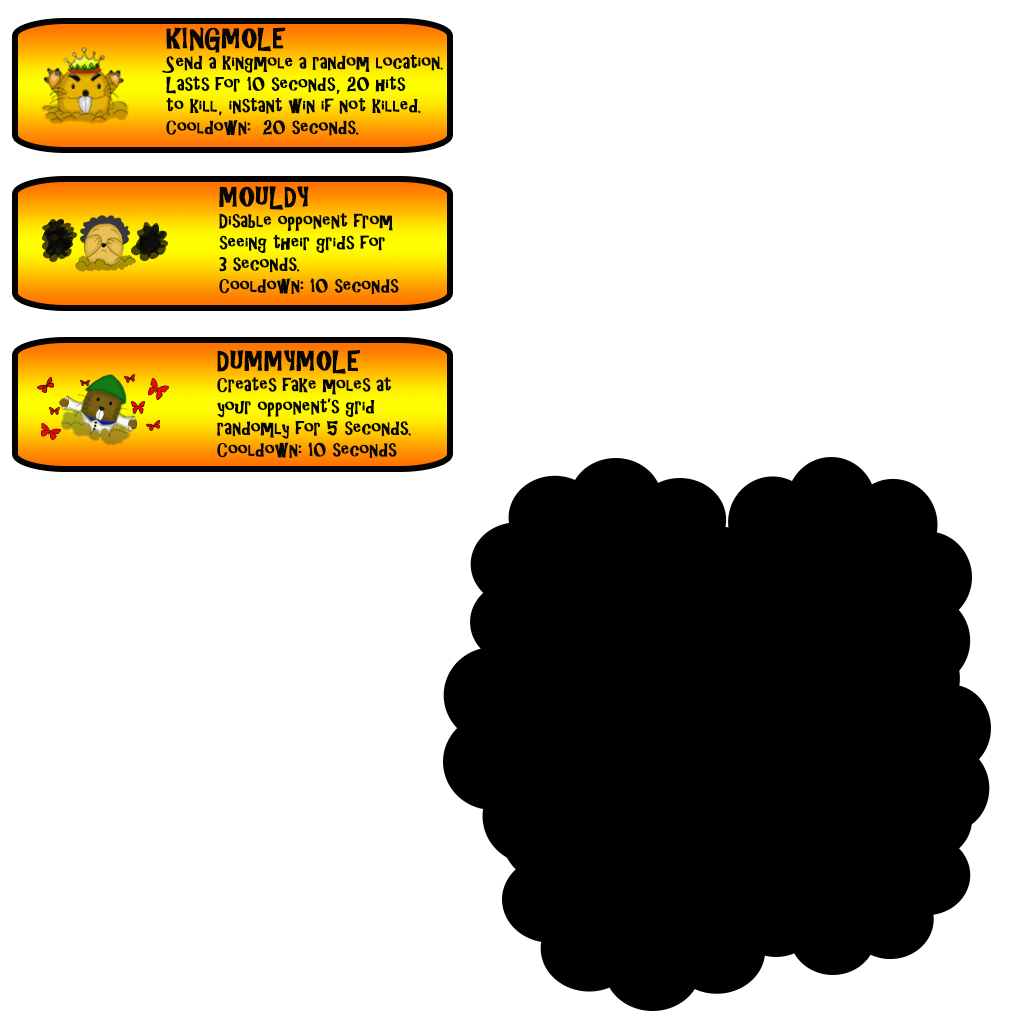 KINGMOLE
Send a Kingmole a random location.
Lasts for 10 seconds, 20 hits
to kill, instant win if not killed.
Cooldown:  20 seconds.
MOULDY
Disable opponent from
seeing their grids for
3 seconds.
Cooldown: 10 seconds
DUMMYMOLE
Creates fake moles at
your opponent's grid
randomly for 5 seconds.
Cooldown: 10 seconds